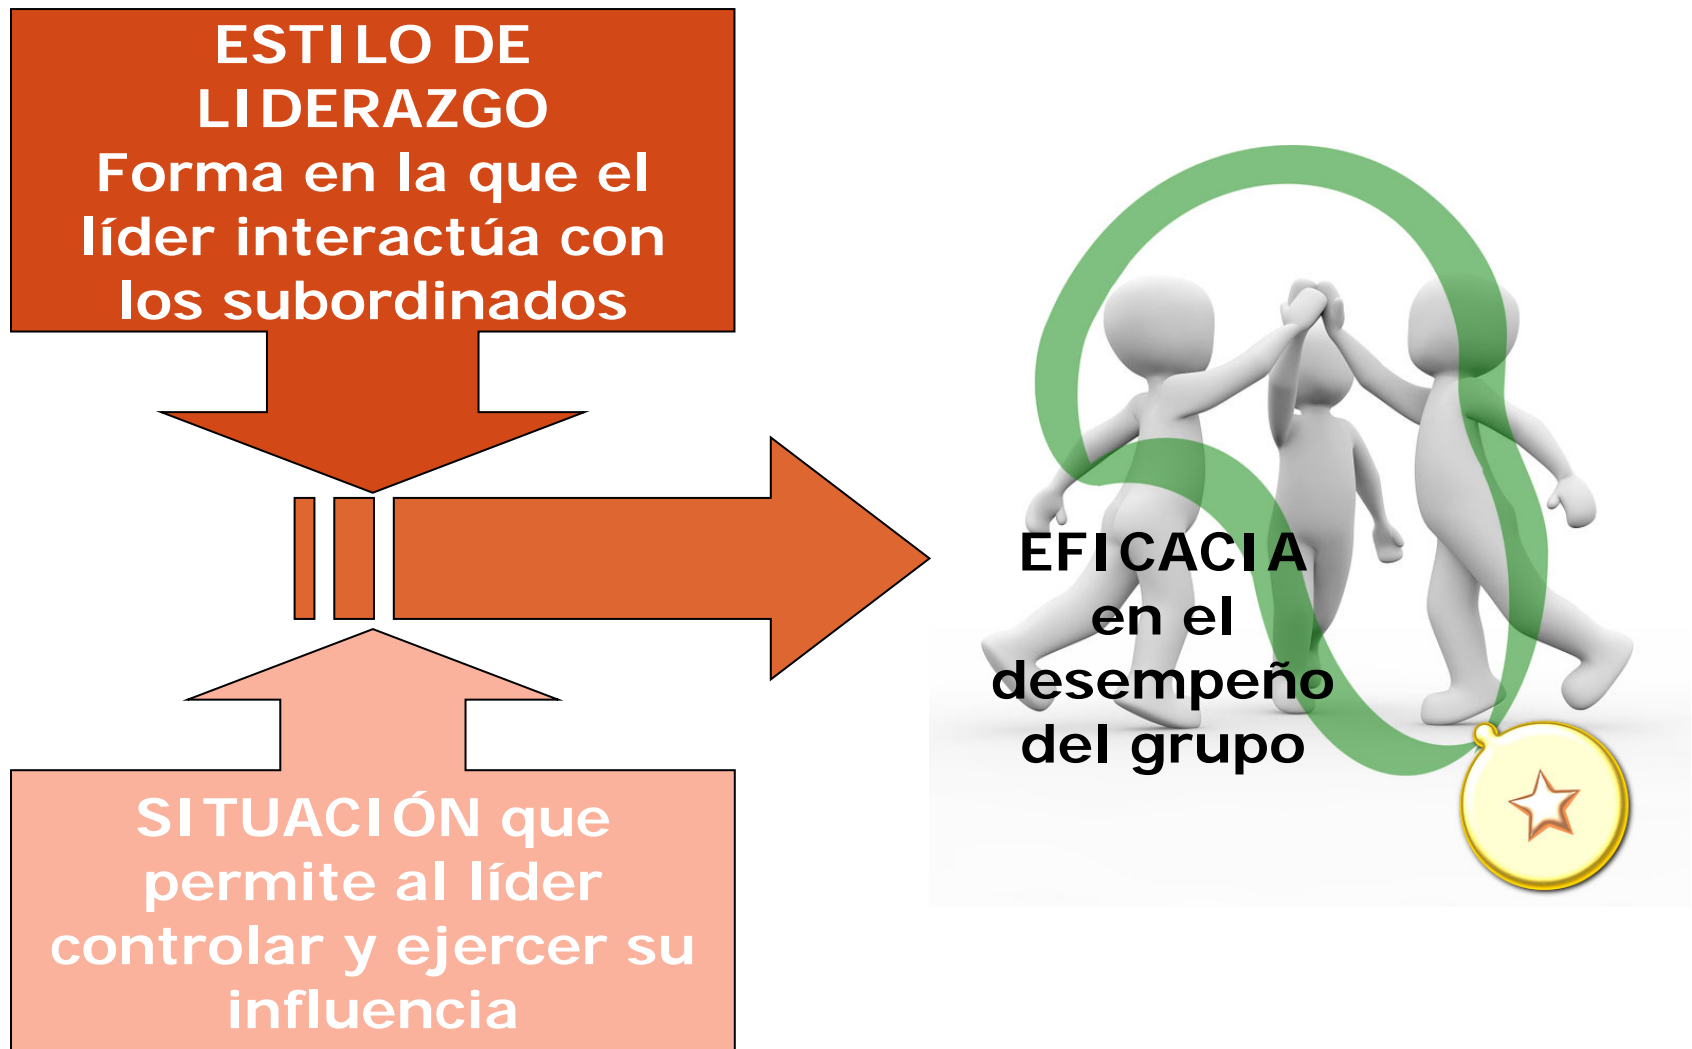 ESTILO DE
LIDERAZGO
Forma en la que el
líder interactúa con
los subordinados
EFICACIA
en el
desempeño
del grupo
SITUACIÓN que
permite al líder
controlar y ejercer su
influencia